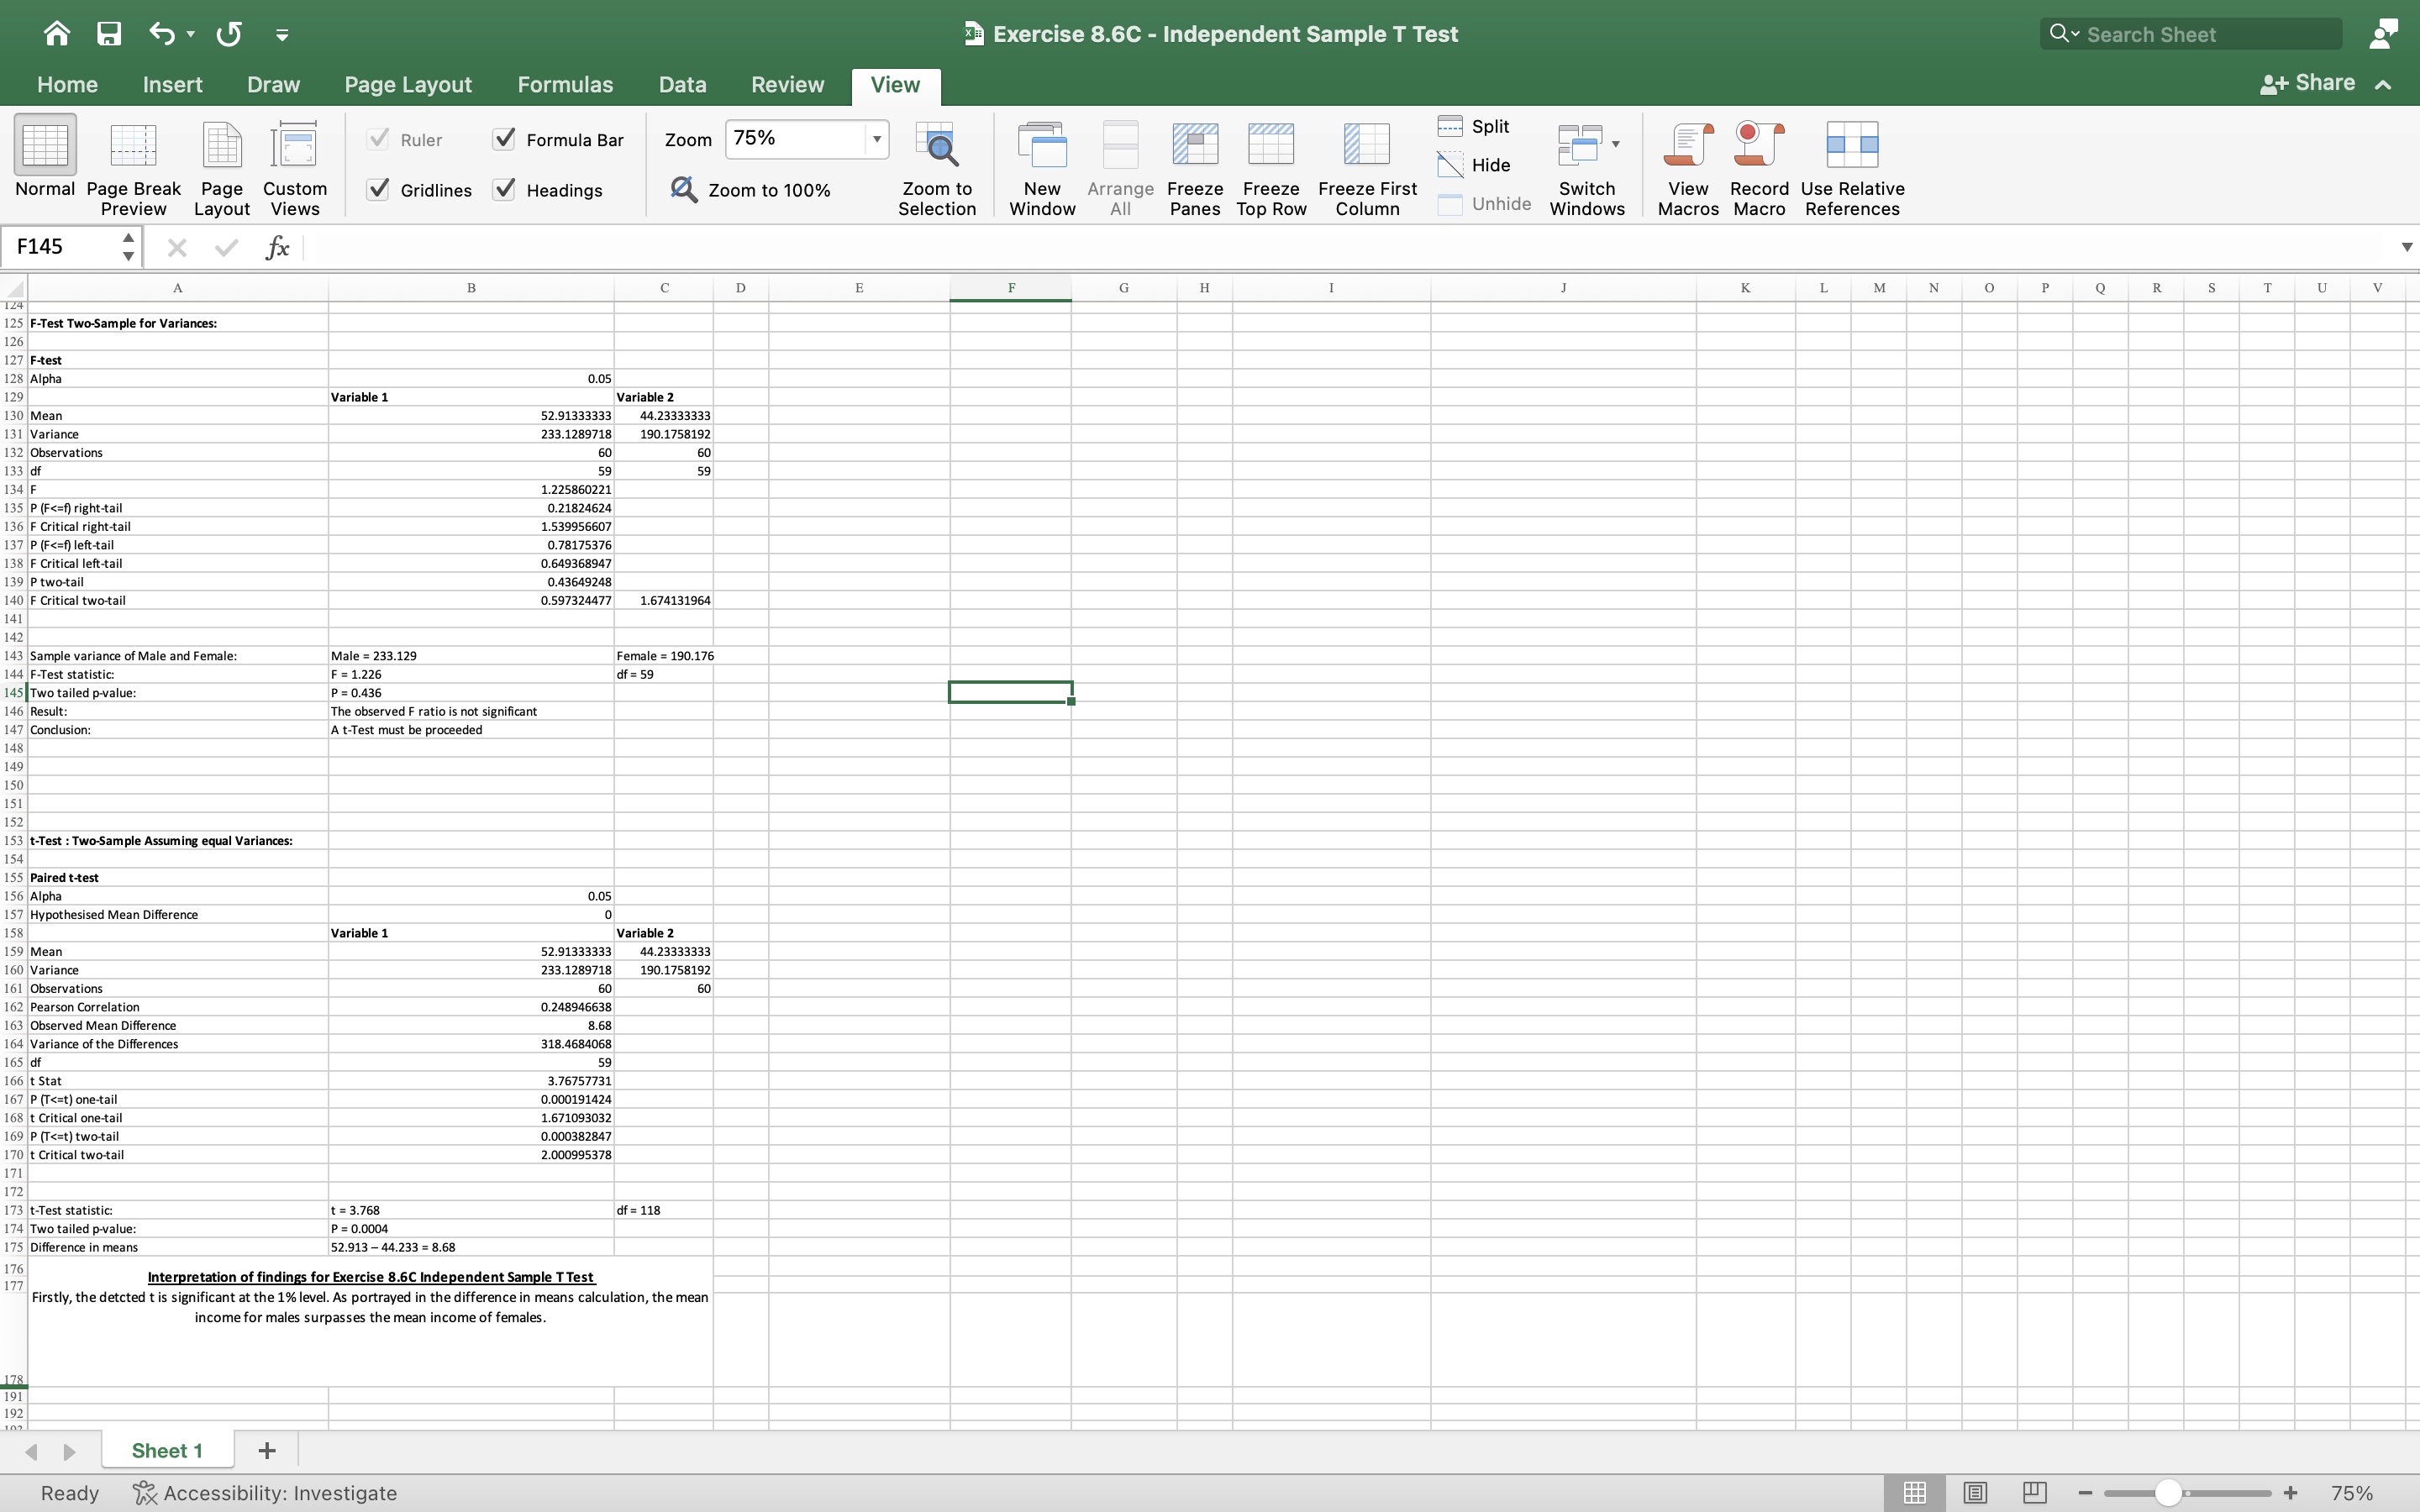 Exercise 8.6C - Independent Sample T Test
Search Sheet
Home Insert Draw Page Layout Formulas Data Review View
Share
Normal
Page Break Preview
Page Layout
Custom Views
Ruler
Formula Bar
Gridlines
Headings
Zoom
75%
Zoom to 100%
Zoom to Selection
New Window
Arrange All
Freeze Panes
Freeze Top Row
Freeze First Column
Split
Hide
Unhide
Switch Windows
View Macros
Record Macro
Use Relative References
F145
fx
A B C D E F G H I J K L M N O P Q R S T U V
124
125 F-Test Two-Sample for Variances:
126
127 F-test
128 Alpha 0.05
129 Variable 1 Variable 2
130 Mean 52.91333333 44.23333333
131 Variance 233.1289718 190.1758192
132 Observations 60 60
133 df 59 59
134 F 1.225860221
135 P (F<=f) right-tail 0.21824624
136 F Critical right-tail 1.539956607
137 P (F<=f) left-tail 0.78175376
138 F Critical left-tail 0.649368947
139 P two-tail 0.43649248
140 F Critical two-tail 0.597324477 1.674131964
141
142
143 Sample variance of Male and Female: Male = 233.129 Female = 190.176
144 F-Test statistic: F = 1.226 df = 59
145 Two tailed p-value: P = 0.436
146 Result: The observed F ratio is not significant
147 Conclusion: A t-Test must be proceeded
148
149
150
151
152
153 t-Test : Two-Sample Assuming equal Variances:
154
155 Paired t-test
156 Alpha 0.05
157 Hypothesised Mean Difference 0
158 Variable 1 Variable 2
159 Mean 52.91333333 44.23333333
160 Variance 233.1289718 190.1758192
161 Observations 60 60
162 Pearson Correlation 0.248946638
163 Observed Mean Difference 8.68
164 Variance of the Differences 318.4684068
165 df 59
166 t Stat 3.76757731
167 P (T<=t) one-tail 0.000191424
168 t Critical one-tail 1.671093032
169 P (T<=t) two-tail 0.000382847
170 t Critical two-tail 2.000995378
171
172
173 t-Test statistic: t = 3.768 df = 118
174 Two tailed p-value: P = 0.0004
175 Difference in means 52.913 – 44.233 = 8.68
176
177 Interpretation of findings for Exercise 8.6C Independent Sample T Test
Firstly, the detcted t is significant at the 1% level. As portrayed in the difference in means calculation, the mean
income for males surpasses the mean income of females.
178
191
192
193
Sheet 1
Ready
Accessibility: Investigate
75%